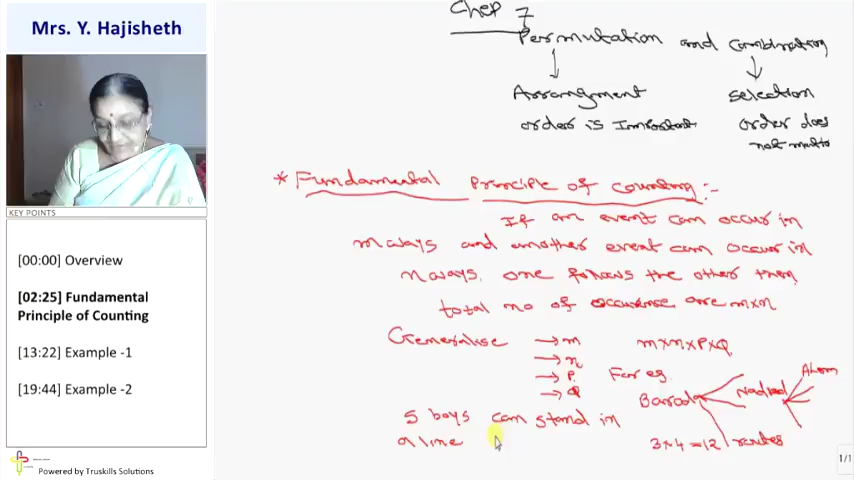 Mrs. Y. Hajisheth
KEY POINTS
[00:00] Overview
[02:25] Fundamental
Principle of Counting
[13:22] Example -1
[19:44] Example -2
Powered by Truskills Solutions
Chep 7
Permutation and combination
Arrangment selection
order is Important order does
not
* Fundamental Principle of counting :-
If an event can occur in
m ways and another event can occur in
n ways. one follows the other then
total no of are m×n
Generalise → m m×n×P×Q
→ n
→ P For eg
→ Q Baroda Nadiad
5 boys can stand in
a line 3×4=12 routes
1/1